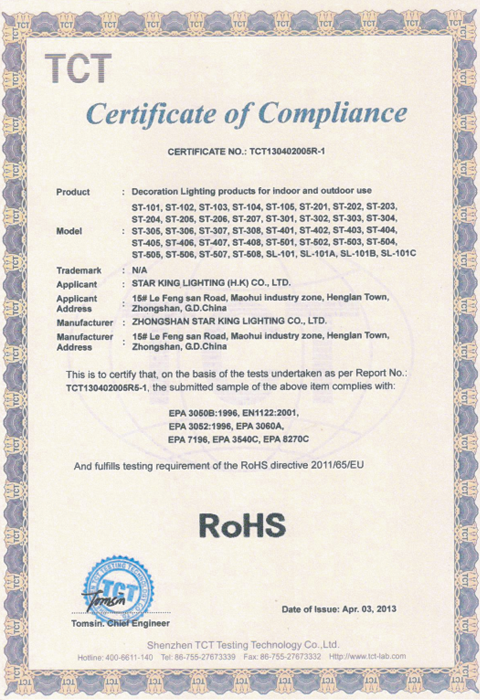 TCT
Certificate of Compliance
CERTIFICATE NO.: TCT130402005R-1
Product : Decoration Lighting products for indoor and outdoor use
ST-101, ST-102, ST-103, ST-104, ST-105, ST-201, ST-202, ST-203,
ST-204, ST-205, ST-206, ST-207, ST-301, ST-302, ST-303, ST-304,
Model : ST-305, ST-306, ST-307, ST-308, ST-401, ST-402, ST-403, ST-404,
ST-405, ST-406, ST-407, ST-408, ST-501, ST-502, ST-503, ST-504,
ST-505, ST-506, ST-507, ST-508, SL-101, SL-101A, SL-101B, SL-101C
Trademark : N/A
Applicant : STAR KING LIGHTING (H.K) CO., LTD.
Applicant Address : 15# Le Feng san Road, Maohui industry zone, Henglan Town,
Zhongshan, G.D.China
Manufacturer : ZHONGSHAN STAR KING LIGHTING CO., LTD.
Manufacturer Address : 15# Le Feng san Road, Maohui industry zone, Henglan Town,
Zhongshan, G.D.China
This is to certify that, on the basis of the tests undertaken as per Report No.:
TCT130402005R5-1, the submitted sample of the above item complies with:
EPA 3050B:1996, EN1122:2001,
EPA 3052:1996, EPA 3060A,
EPA 7196, EPA 3540C, EPA 8270C
And fulfills testing requirement of the RoHS directive 2011/65/EU
RoHS
TCT
Tomsin
Tomsin. Chief Engineer
Date of Issue: Apr. 03, 2013
Shenzhen TCT Testing Technology Co.,Ltd.
Hotline: 400-6611-140 Tel: 86-755-27673339 Fax: 86-755-27673332 Http://www.tct-lab.com